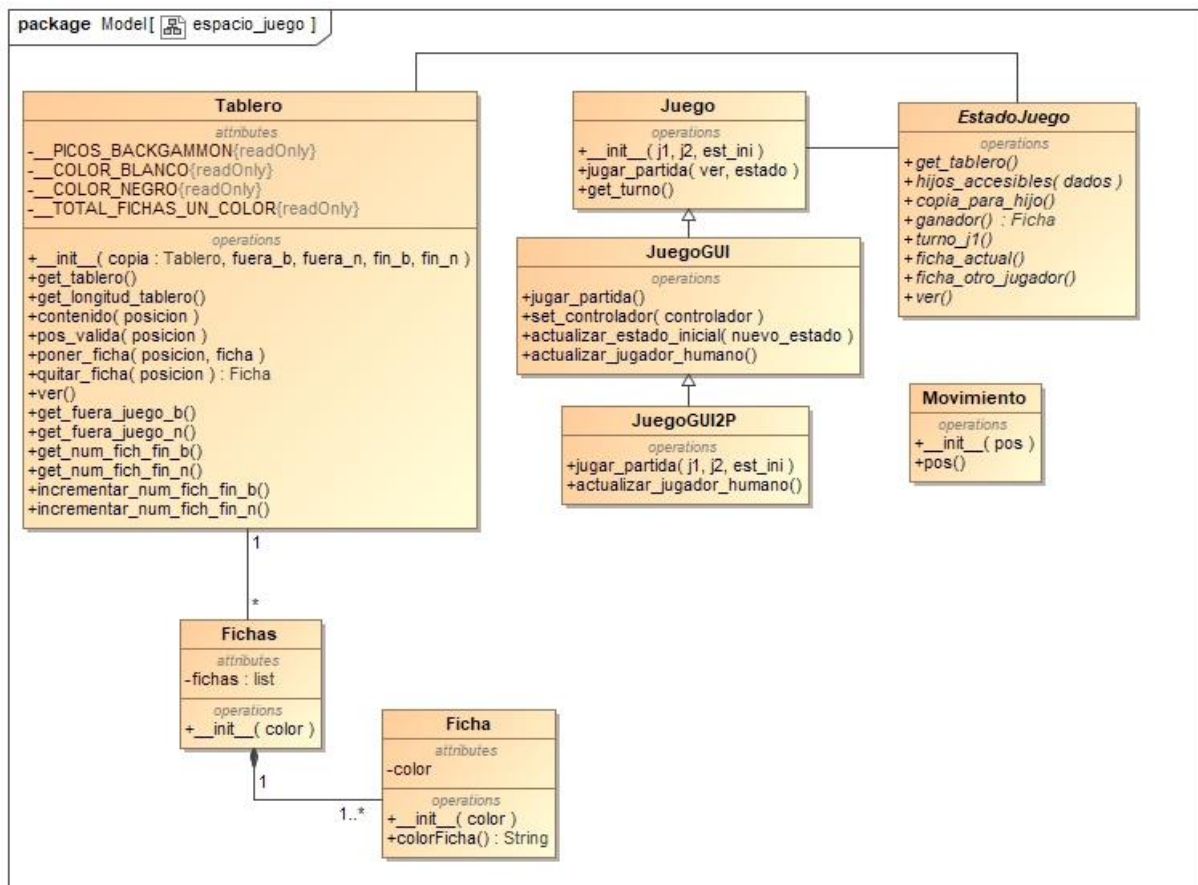 package Model[ espacio_juego ]
Tablero
attributes
-__PICOS_BACKGAMMON{readOnly}
-__COLOR_BLANCO{readOnly}
-__COLOR_NEGRO{readOnly}
-__TOTAL_FICHAS_UN_COLOR{readOnly}
operations
+__init__( copia : Tablero, fuera_b, fuera_n, fin_b, fin_n )
+get_tablero()
+get_longitud_tablero()
+contenido( posicion )
+pos_valida( posicion )
+poner_ficha( posicion, ficha )
+quitar_ficha( posicion ) : Ficha
+ver()
+get_fuera_juego_b()
+get_fuera_juego_n()
+get_num_fich_fin_b()
+get_num_fich_fin_n()
+incrementar_num_fich_fin_b()
+incrementar_num_fich_fin_n()
Juego
operations
+__init__( j1, j2, est_ini )
+jugar_partida( ver, estado )
+get_turno()
EstadoJuego
operations
+get_tablero()
+hijos_accesibles( dados )
+copia_para_hijo()
+ganador() : Ficha
+turno_j1()
+ficha_actual()
+ficha_otro_jugador()
+ver()
JuegoGUI
operations
+jugar_partida()
+set_controlador( controlador )
+actualizar_estado_inicial( nuevo_estado )
+actualizar_jugador_humano()
JuegoGUI2P
operations
+jugar_partida( j1, j2, est_ini )
+actualizar_jugador_humano()
Movimiento
operations
+__init__( pos )
+pos()
1
*
Fichas
attributes
-fichas : list
operations
+__init__( color )
1
1..*
Ficha
attributes
-color
operations
+__init__( color )
+colorFicha() : String